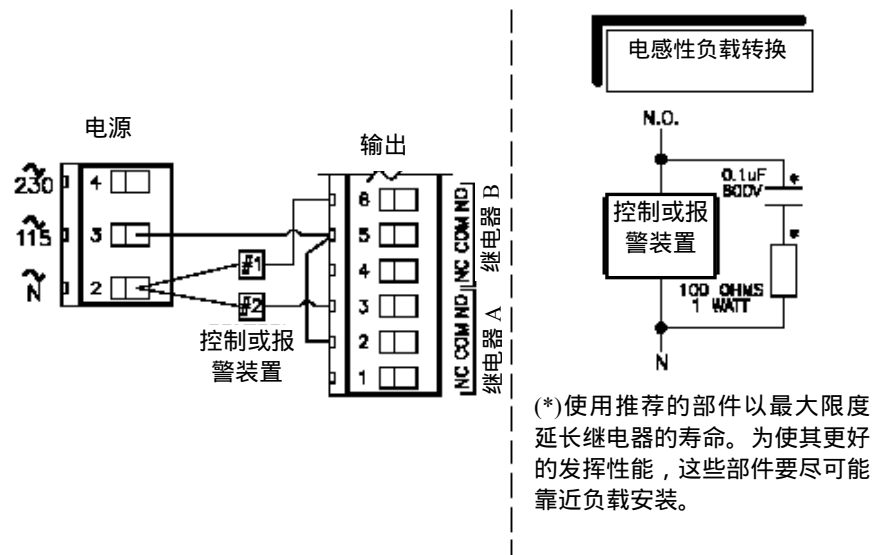 电源
~230
4
~115
3
~N
2
#1
#2
控制或报
警装置
输出
6
5
4
3
2
1
NC COM NO
继电器 B
NC COM NO
继电器 A
电感性负载转换
N.O.
0.1uF
600V
*
控制或报
警装置
*
100 OHMS
1 WATT
N
(*)使用推荐的部件以最大限度
延长继电器的寿命。为使其更好
的发挥性能，这些部件要尽可能
靠近负载安装。